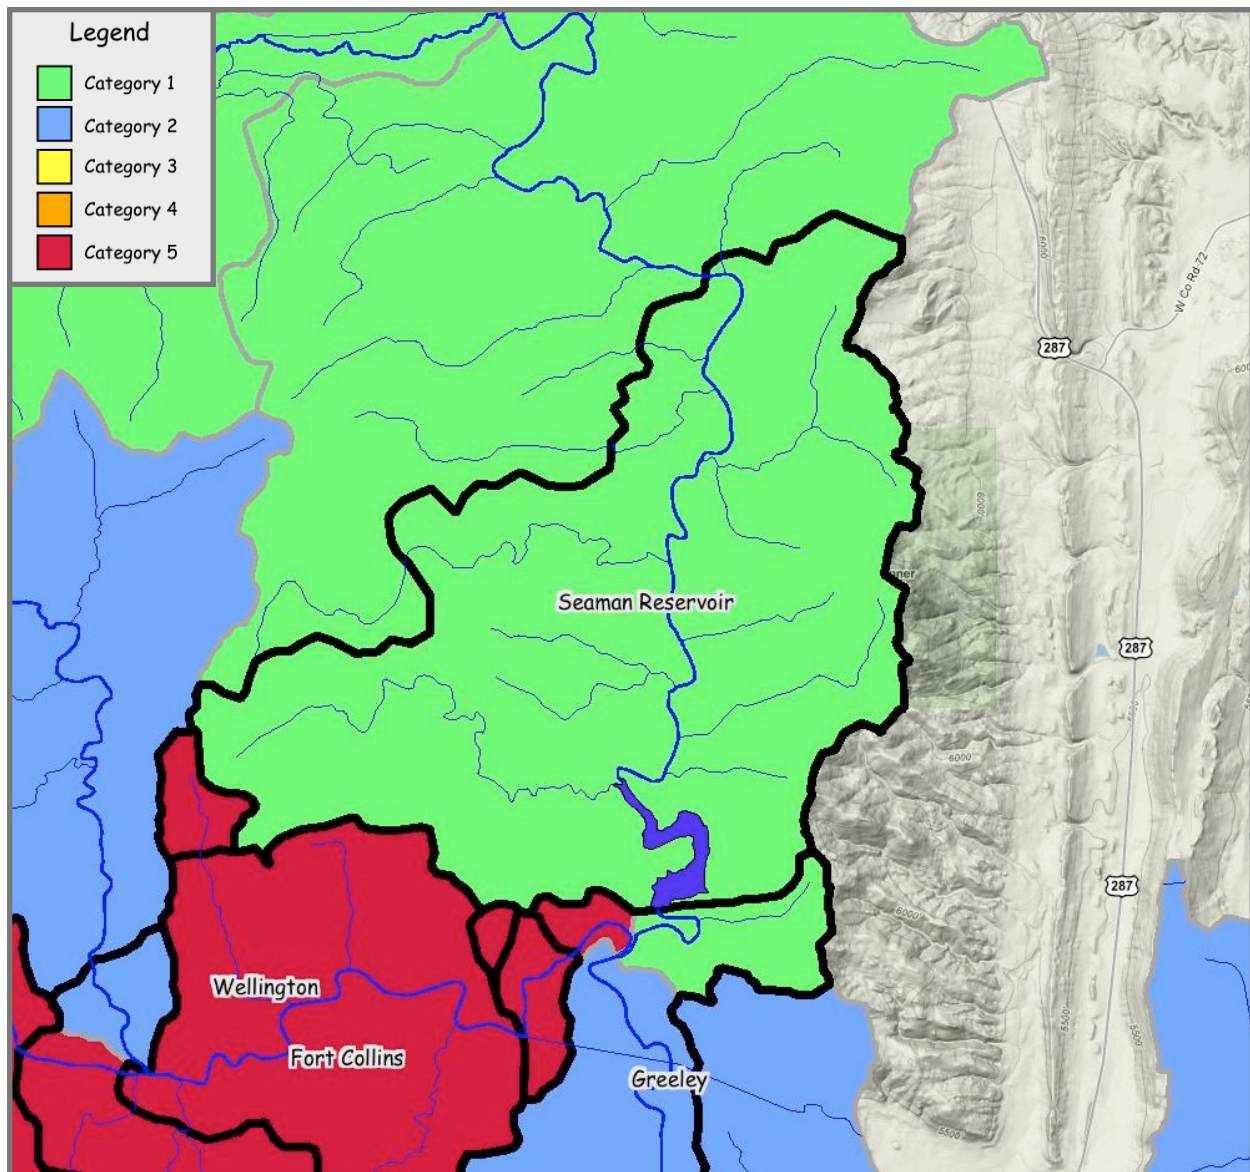 Legend
Category 1
Category 2
Category 3
Category 4
Category 5
6000
W Co Rd 72
287
6000
Seaman Reservoir
287
6000
287
6000
Wellington
Fort Collins
Greeley
5500
5500
5500